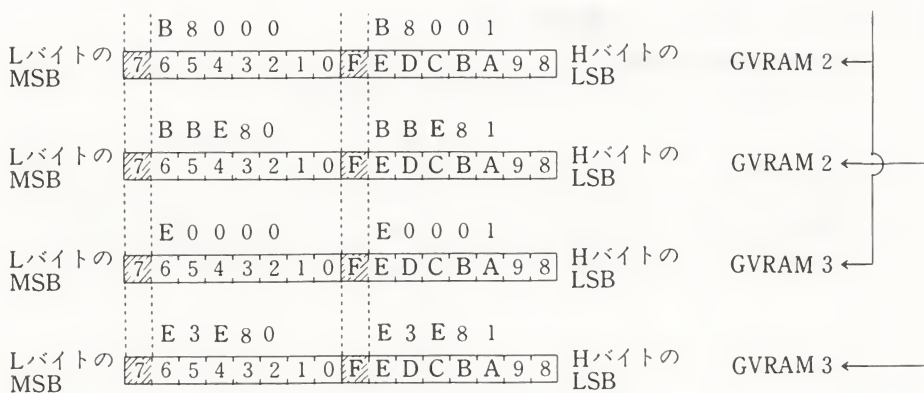 B8000 B8001
Lバイトの MSB 7 6 5 4 3 2 1 0 F E D C B A 9 8 Hバイトの LSB GVRAM 2
BBE80 BBE81
Lバイトの MSB 7 6 5 4 3 2 1 0 F E D C B A 9 8 Hバイトの LSB GVRAM 2
E0000 E0001
Lバイトの MSB 7 6 5 4 3 2 1 0 F E D C B A 9 8 Hバイトの LSB GVRAM 3
E3E80 E3E81
Lバイトの MSB 7 6 5 4 3 2 1 0 F E D C B A 9 8 Hバイトの LSB GVRAM 3